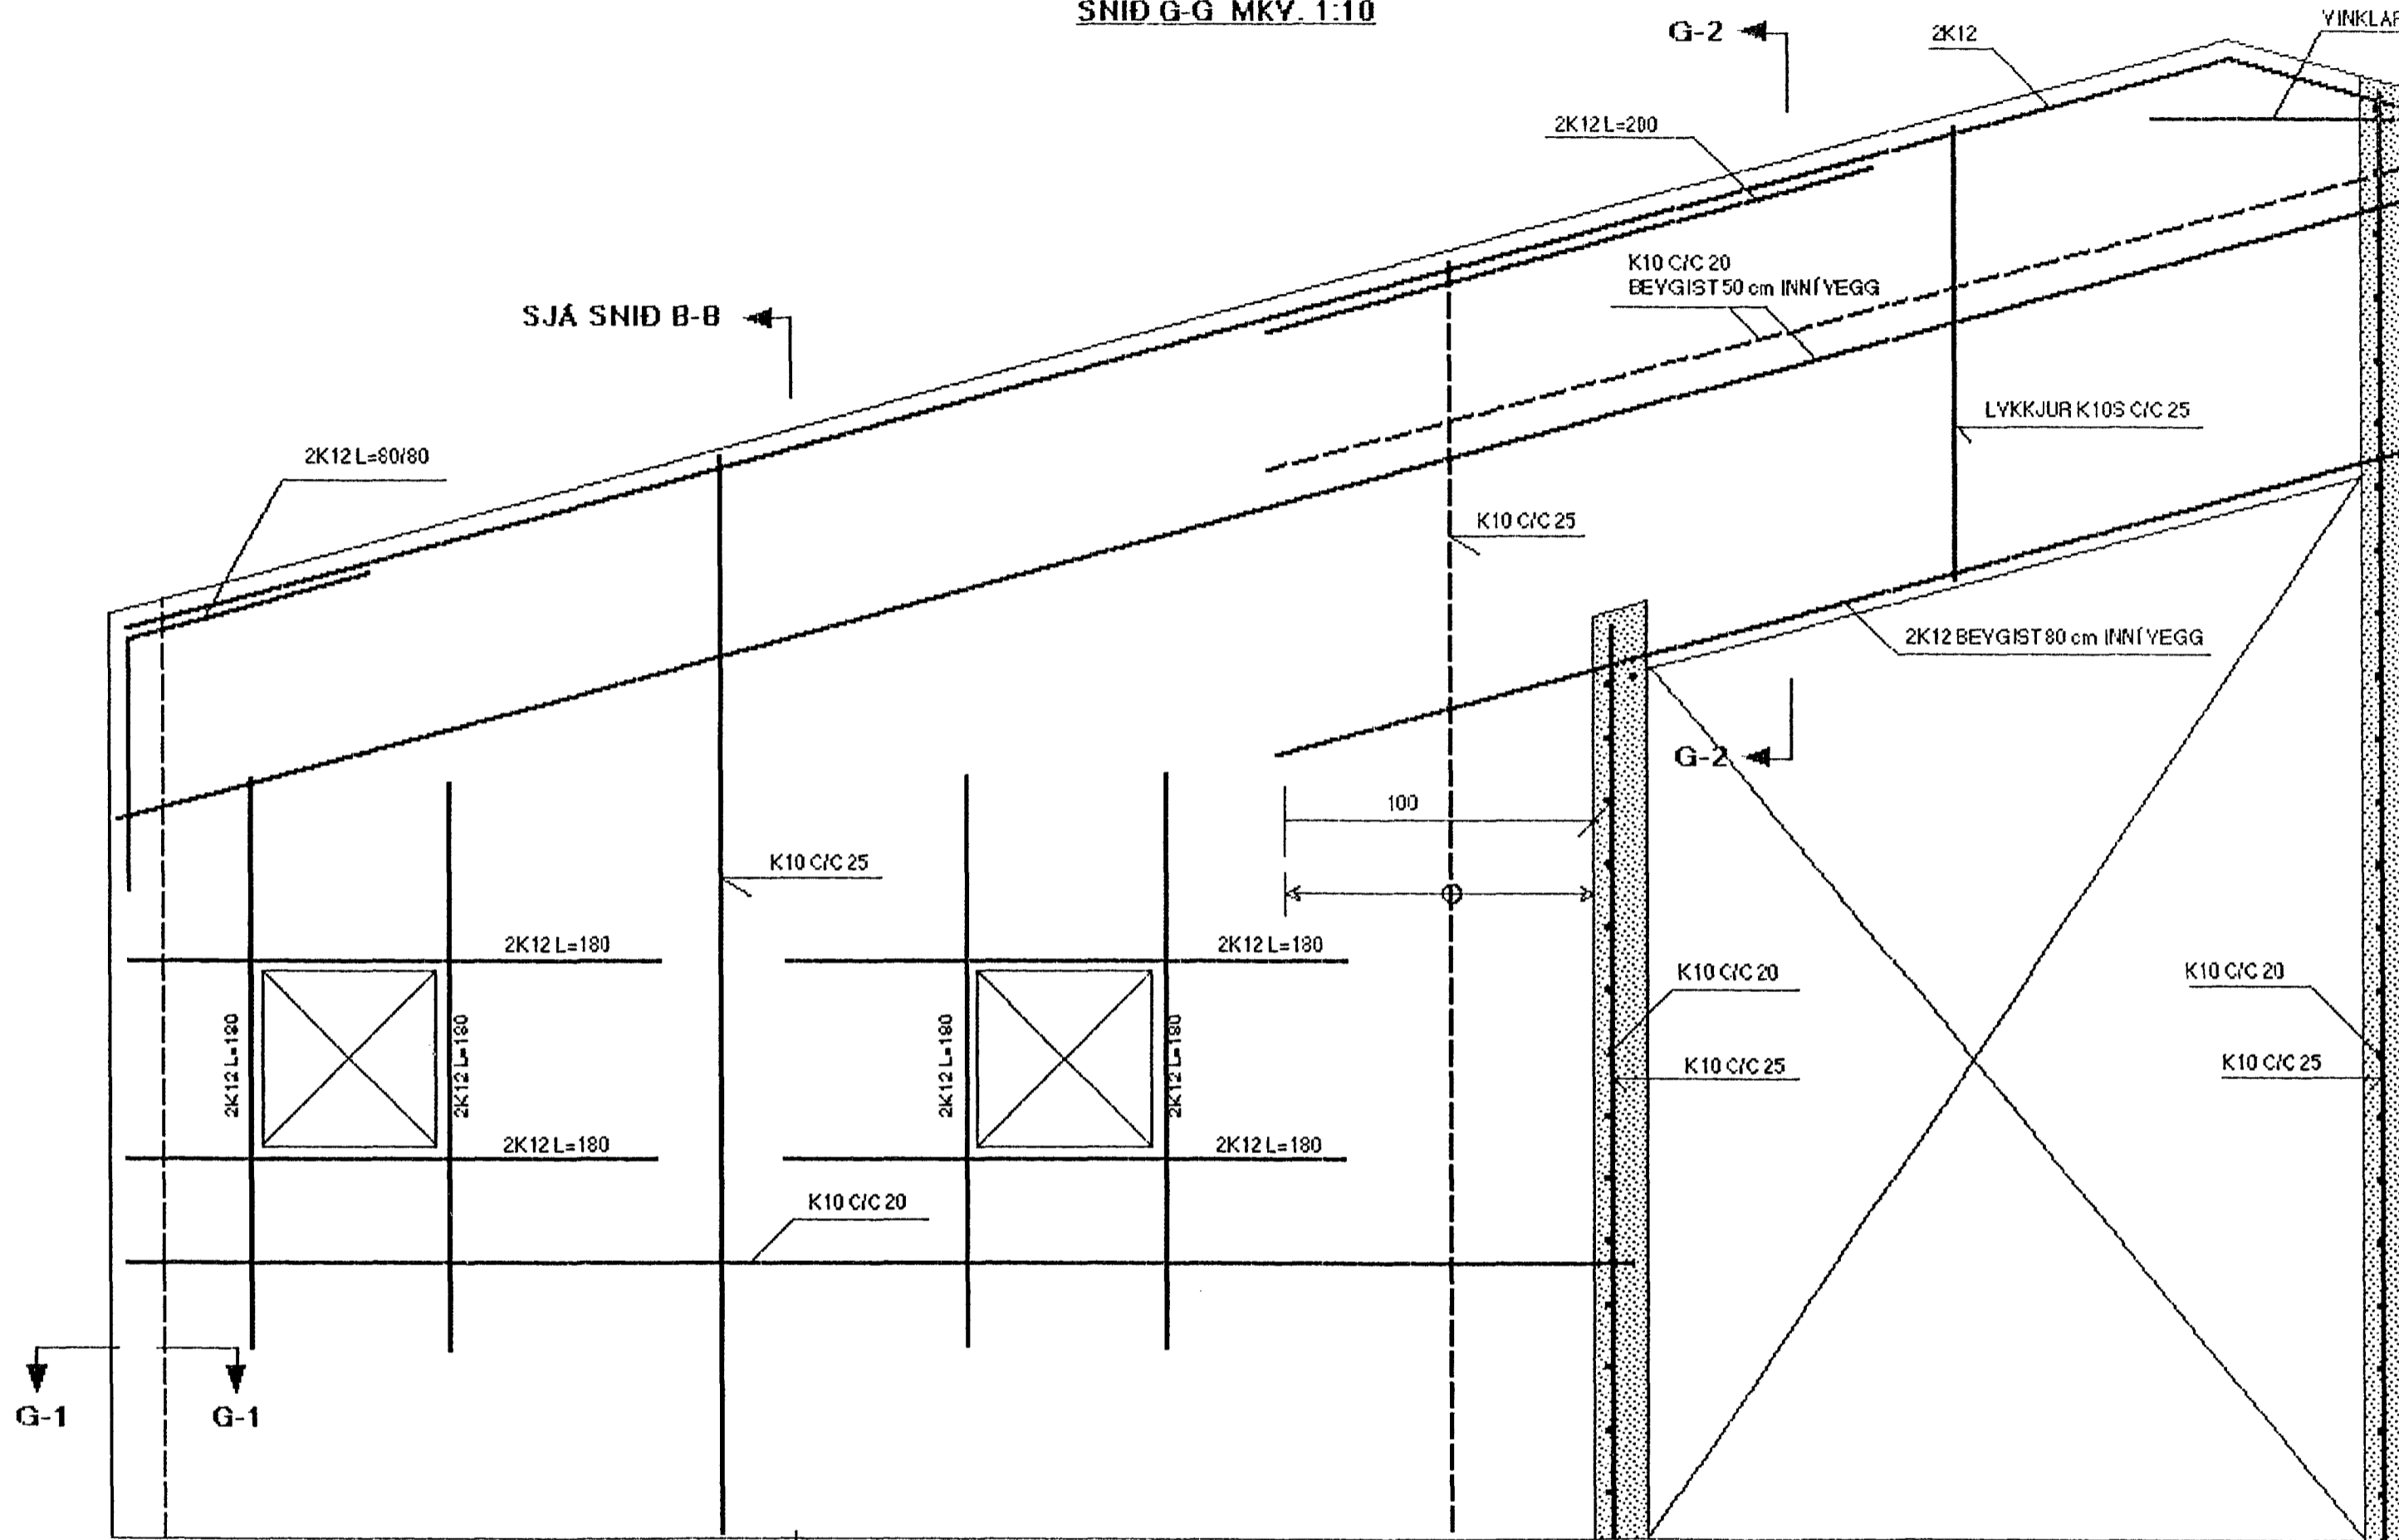 SNIÐ G-G MKV. 1:10
G-2
2K12
2K12 L=200
K10 C/C 20
BEYGIST 50 cm INNÍ VEGG
SJÁ SNIÐ B-B
LYKKJUR K10S C/C 25
2K12 L=80/80
K10 C/C 25
2K12 BEYGIST 80 cm INNÍ VEGG
G-2
100
K10 C/C 25
2K12 L=180
2K12 L=180
K10 C/C 20
K10 C/C 20
2K12 L=180
2K12 L=180
2K12 L=180
2K12 L=180
K10 C/C 25
K10 C/C 25
2K12 L=180
2K12 L=180
K10 C/C 20
G-1
G-1